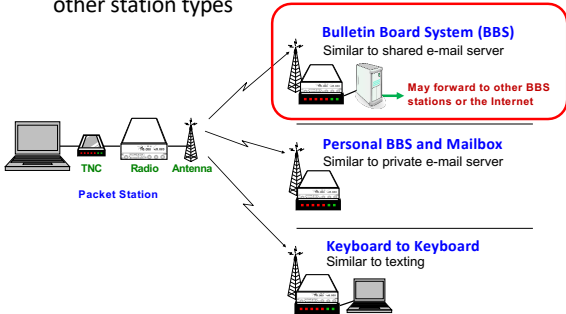 other station types
Bulletin Board System (BBS)
Similar to shared e-mail server
May forward to other BBS
stations or the Internet
TNC Radio Antenna
Packet Station
Personal BBS and Mailbox
Similar to private e-mail server
Keyboard to Keyboard
Similar to texting